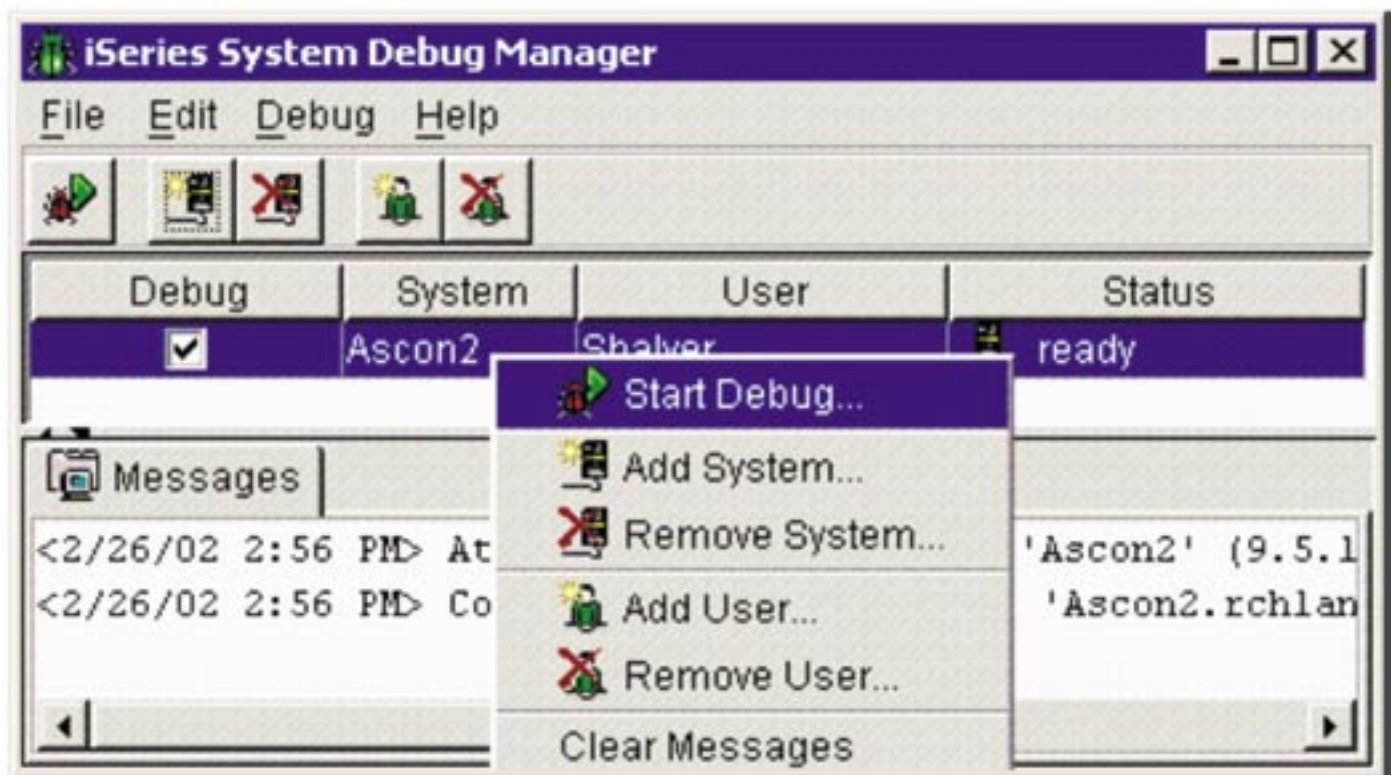 iSeries System Debug Manager
File Edit Debug Help
Debug System User Status
Ascon2 Shalver ready
Start Debug...
Add System...
Remove System...
Add User...
Remove User...
Clear Messages
Messages
<2/26/02 2:56 PM> At 'Ascon2' (9.5.1
<2/26/02 2:56 PM> Co 'Ascon2.rchlan